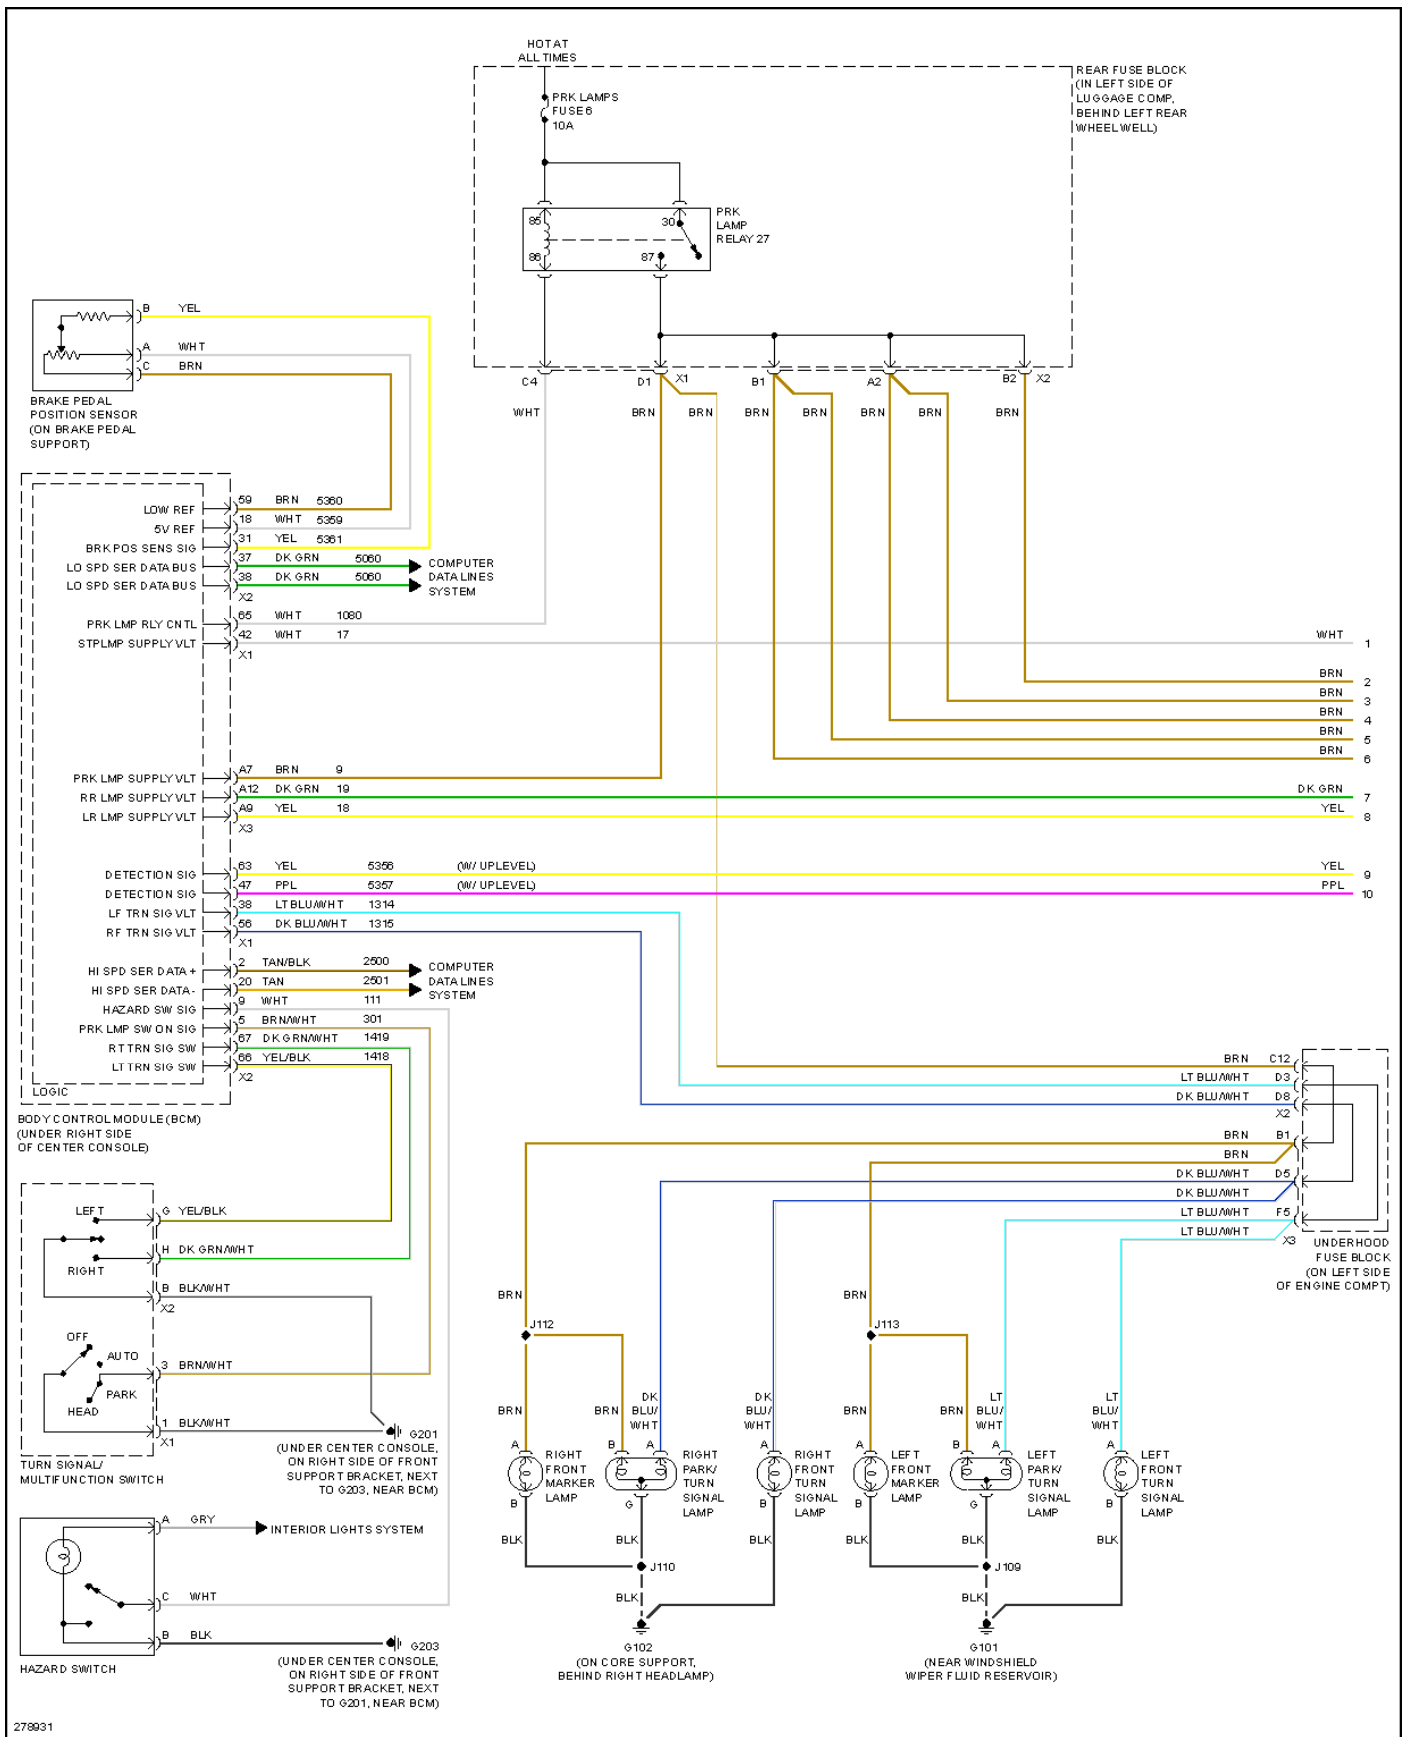 HOT AT
ALL TIMES
PRK LAMPS
FUSE 6
10A
REAR FUSE BLOCK
(IN LEFT SIDE OF
LUGGAGE COMP,
BEHIND LEFT REAR
WHEEL WELL)
85
30
86
87
PRK
LAMP
RELAY 27
C4
D1
X1
B1
A2
B2
X2
WHT
BRN
BRN
BRN
BRN
BRN
BRN
BRN
B
YEL
A
WHT
C
BRN
BRAKE PEDAL
POSITION SENSOR
(ON BRAKE PEDAL
SUPPORT)
LOW REF
59 BRN 5360
5V REF
18 WHT 5359
BRK POS SENS SIG
31 YEL 5361
LO SPD SER DATA BUS
37 DK GRN 5060
LO SPD SER DATA BUS
38 DK GRN 5060
X2
COMPUTER
DATA LINES
SYSTEM
PRK LMP RLY CNTL
65 WHT 1080
STPLMP SUPPLY VLT
42 WHT 17
X1
WHT 1
BRN 2
BRN 3
BRN 4
BRN 5
BRN 6
PRK LMP SUPPLY VLT
A7 BRN 9
RR LMP SUPPLY VLT
A12 DK GRN 19
DK GRN 7
LR LMP SUPPLY VLT
A9 YEL 18
YEL 8
X3
DETECTION SIG
63 YEL 5356 (W/ UPLEVEL)
YEL 9
DETECTION SIG
47 PPL 5357 (W/ UPLEVEL)
PPL 10
LF TRN SIG VLT
38 LT BLU/WHT 1314
RF TRN SIG VLT
56 DK BLU/WHT 1315
X1
HI SPD SER DATA +
2 TAN/BLK 2500
HI SPD SER DATA-
20 TAN 2501
COMPUTER
DATA LINES
SYSTEM
HAZARD SW SIG
9 WHT 111
PRK LMP SW ON SIG
5 BRN/WHT 301
RT TRN SIG SW
67 DK GRN/WHT 1419
LT TRN SIG SW
66 YEL/BLK 1418
X2
LOGIC
BODY CONTROL MODULE (BCM)
(UNDER RIGHT SIDE
OF CENTER CONSOLE)
BRN C12
LT BLU/WHT D3
DK BLU/WHT D8
X2
BRN B1
BRN
DK BLU/WHT D5
DK BLU/WHT
LT BLU/WHT F5
LT BLU/WHT
X3
UNDERHOOD
FUSE BLOCK
(ON LEFT SIDE
OF ENGINE COMPT)
LEFT
G YEL/BLK
H DK GRN/WHT
RIGHT
B BLK/WHT
X2
OFF
AUTO
3 BRN/WHT
PARK
HEAD
1 BLK/WHT
X1
TURN SIGNAL/
MULTIFUNCTION SWITCH
G201
(UNDER CENTER CONSOLE,
ON RIGHT SIDE OF FRONT
SUPPORT BRACKET, NEXT
TO G203, NEAR BCM)
A GRY
INTERIOR LIGHTS SYSTEM
C WHT
B BLK
G203
(UNDER CENTER CONSOLE,
ON RIGHT SIDE OF FRONT
SUPPORT BRACKET, NEXT
TO G201, NEAR BCM)
HAZARD SWITCH
BRN
BRN
J112
J113
BRN
BRN
DK
BLU/
WHT
DK
BLU/
WHT
BRN
BRN
LT
BLU/
WHT
LT
BLU/
WHT
A
B
A
A
A
B
A
A
RIGHT
FRONT
MARKER
LAMP
RIGHT
PARK/
TURN
SIGNAL
LAMP
RIGHT
FRONT
TURN
SIGNAL
LAMP
LEFT
FRONT
MARKER
LAMP
LEFT
PARK/
TURN
SIGNAL
LAMP
LEFT
FRONT
TURN
SIGNAL
LAMP
B
G
B
B
G
B
BLK
BLK
BLK
BLK
BLK
BLK
J110
J109
BLK
BLK
G102
(ON CORE SUPPORT,
BEHIND RIGHT HEADLAMP)
G101
(NEAR WINDSHIELD
WIPER FLUID RESERVOIR)
278931